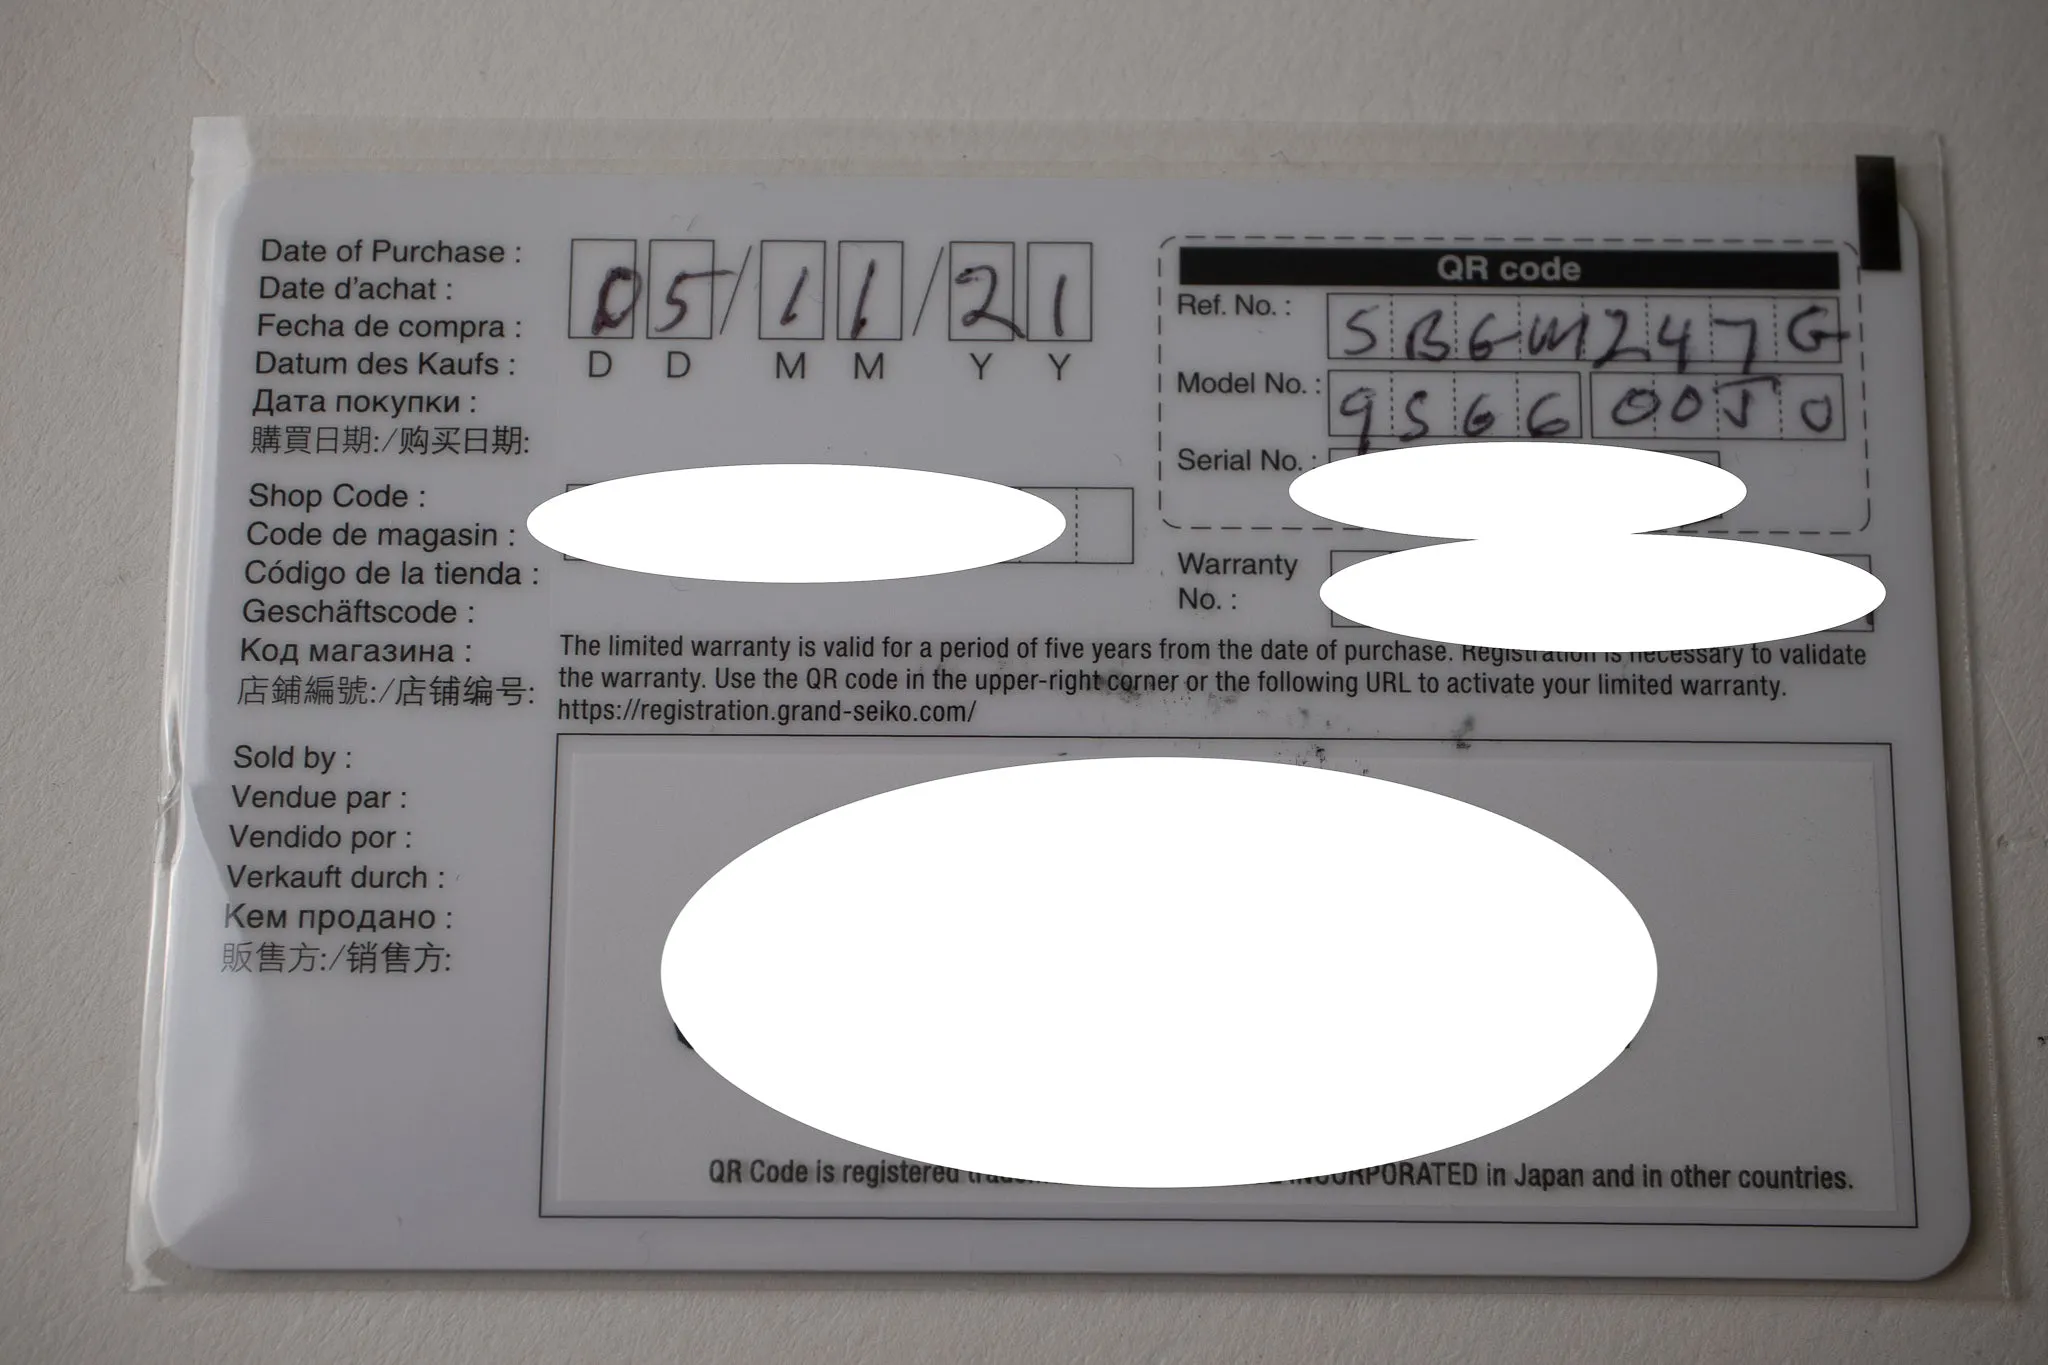 Date of Purchase :
Date d'achat :
Fecha de compra :
Datum des Kaufs :
Дата покупки :
購買日期:/购买日期:
05/11/21
D D M M Y Y
QR code
Ref. No. : SBGW247G
Model No. : 9S66 00J0
Serial No. :
Warranty
No. :
Shop Code :
Code de magasin :
Código de la tienda :
Geschäftscode :
Код магазина :
店鋪編號:/店铺编号:
The limited warranty is valid for a period of five years from the date of purchase. Registration is necessary to validate
the warranty. Use the QR code in the upper-right corner or the following URL to activate your limited warranty.
https://registration.grand-seiko.com/
Sold by :
Vendue par :
Vendido por :
Verkauft durch :
Кем продано :
販售方:/销售方:
QR Code is registered INCORPORATED in Japan and in other countries.